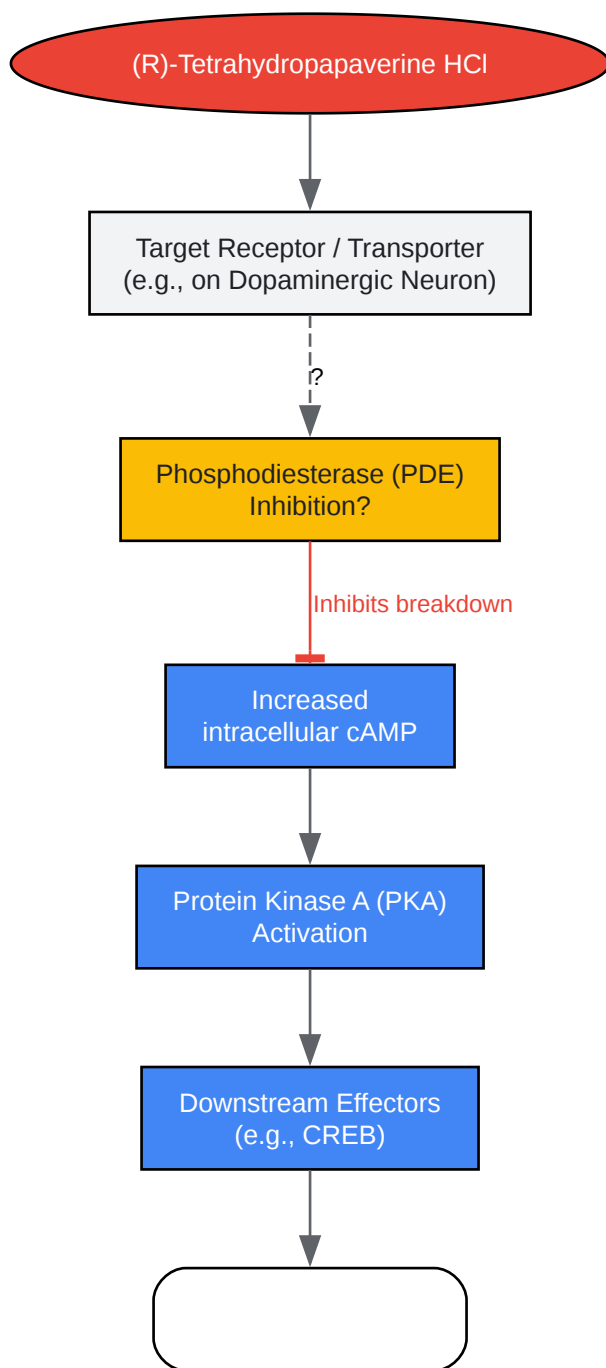 (R)-Tetrahydropapaverine HCl
Target Receptor / Transporter
(e.g., on Dopaminergic Neuron)
?
Phosphodiesterase (PDE)
Inhibition?
Inhibits breakdown
Increased
intracellular cAMP
Protein Kinase A (PKA)
Activation
Downstream Effectors
(e.g., CREB)